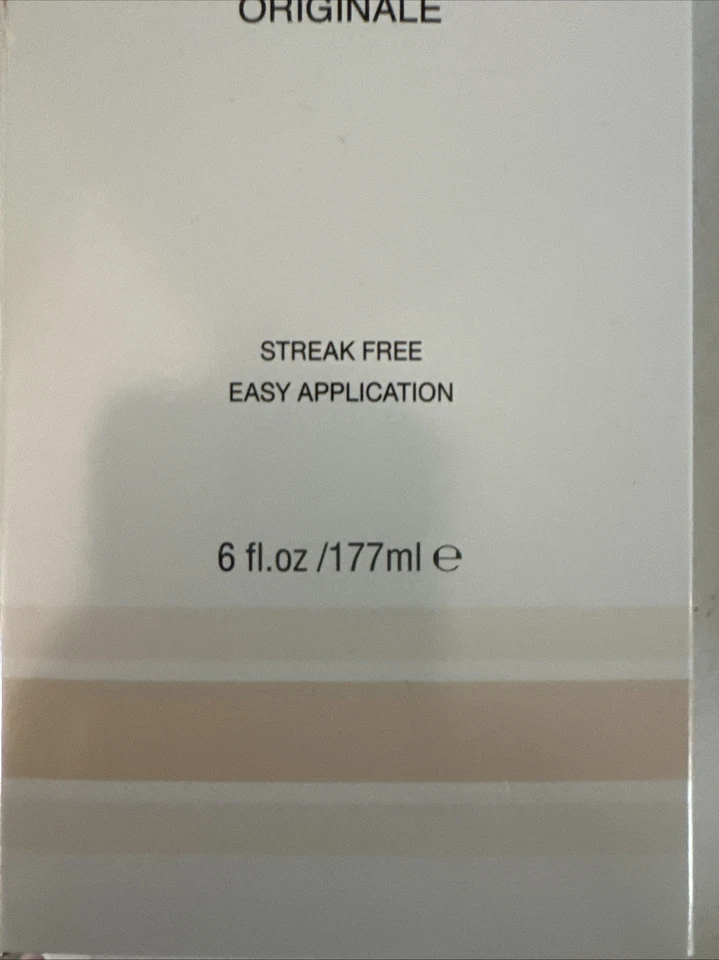 ORIGINALE
STREAK FREE
EASY APPLICATION
6 fl.oz /177ml ℮